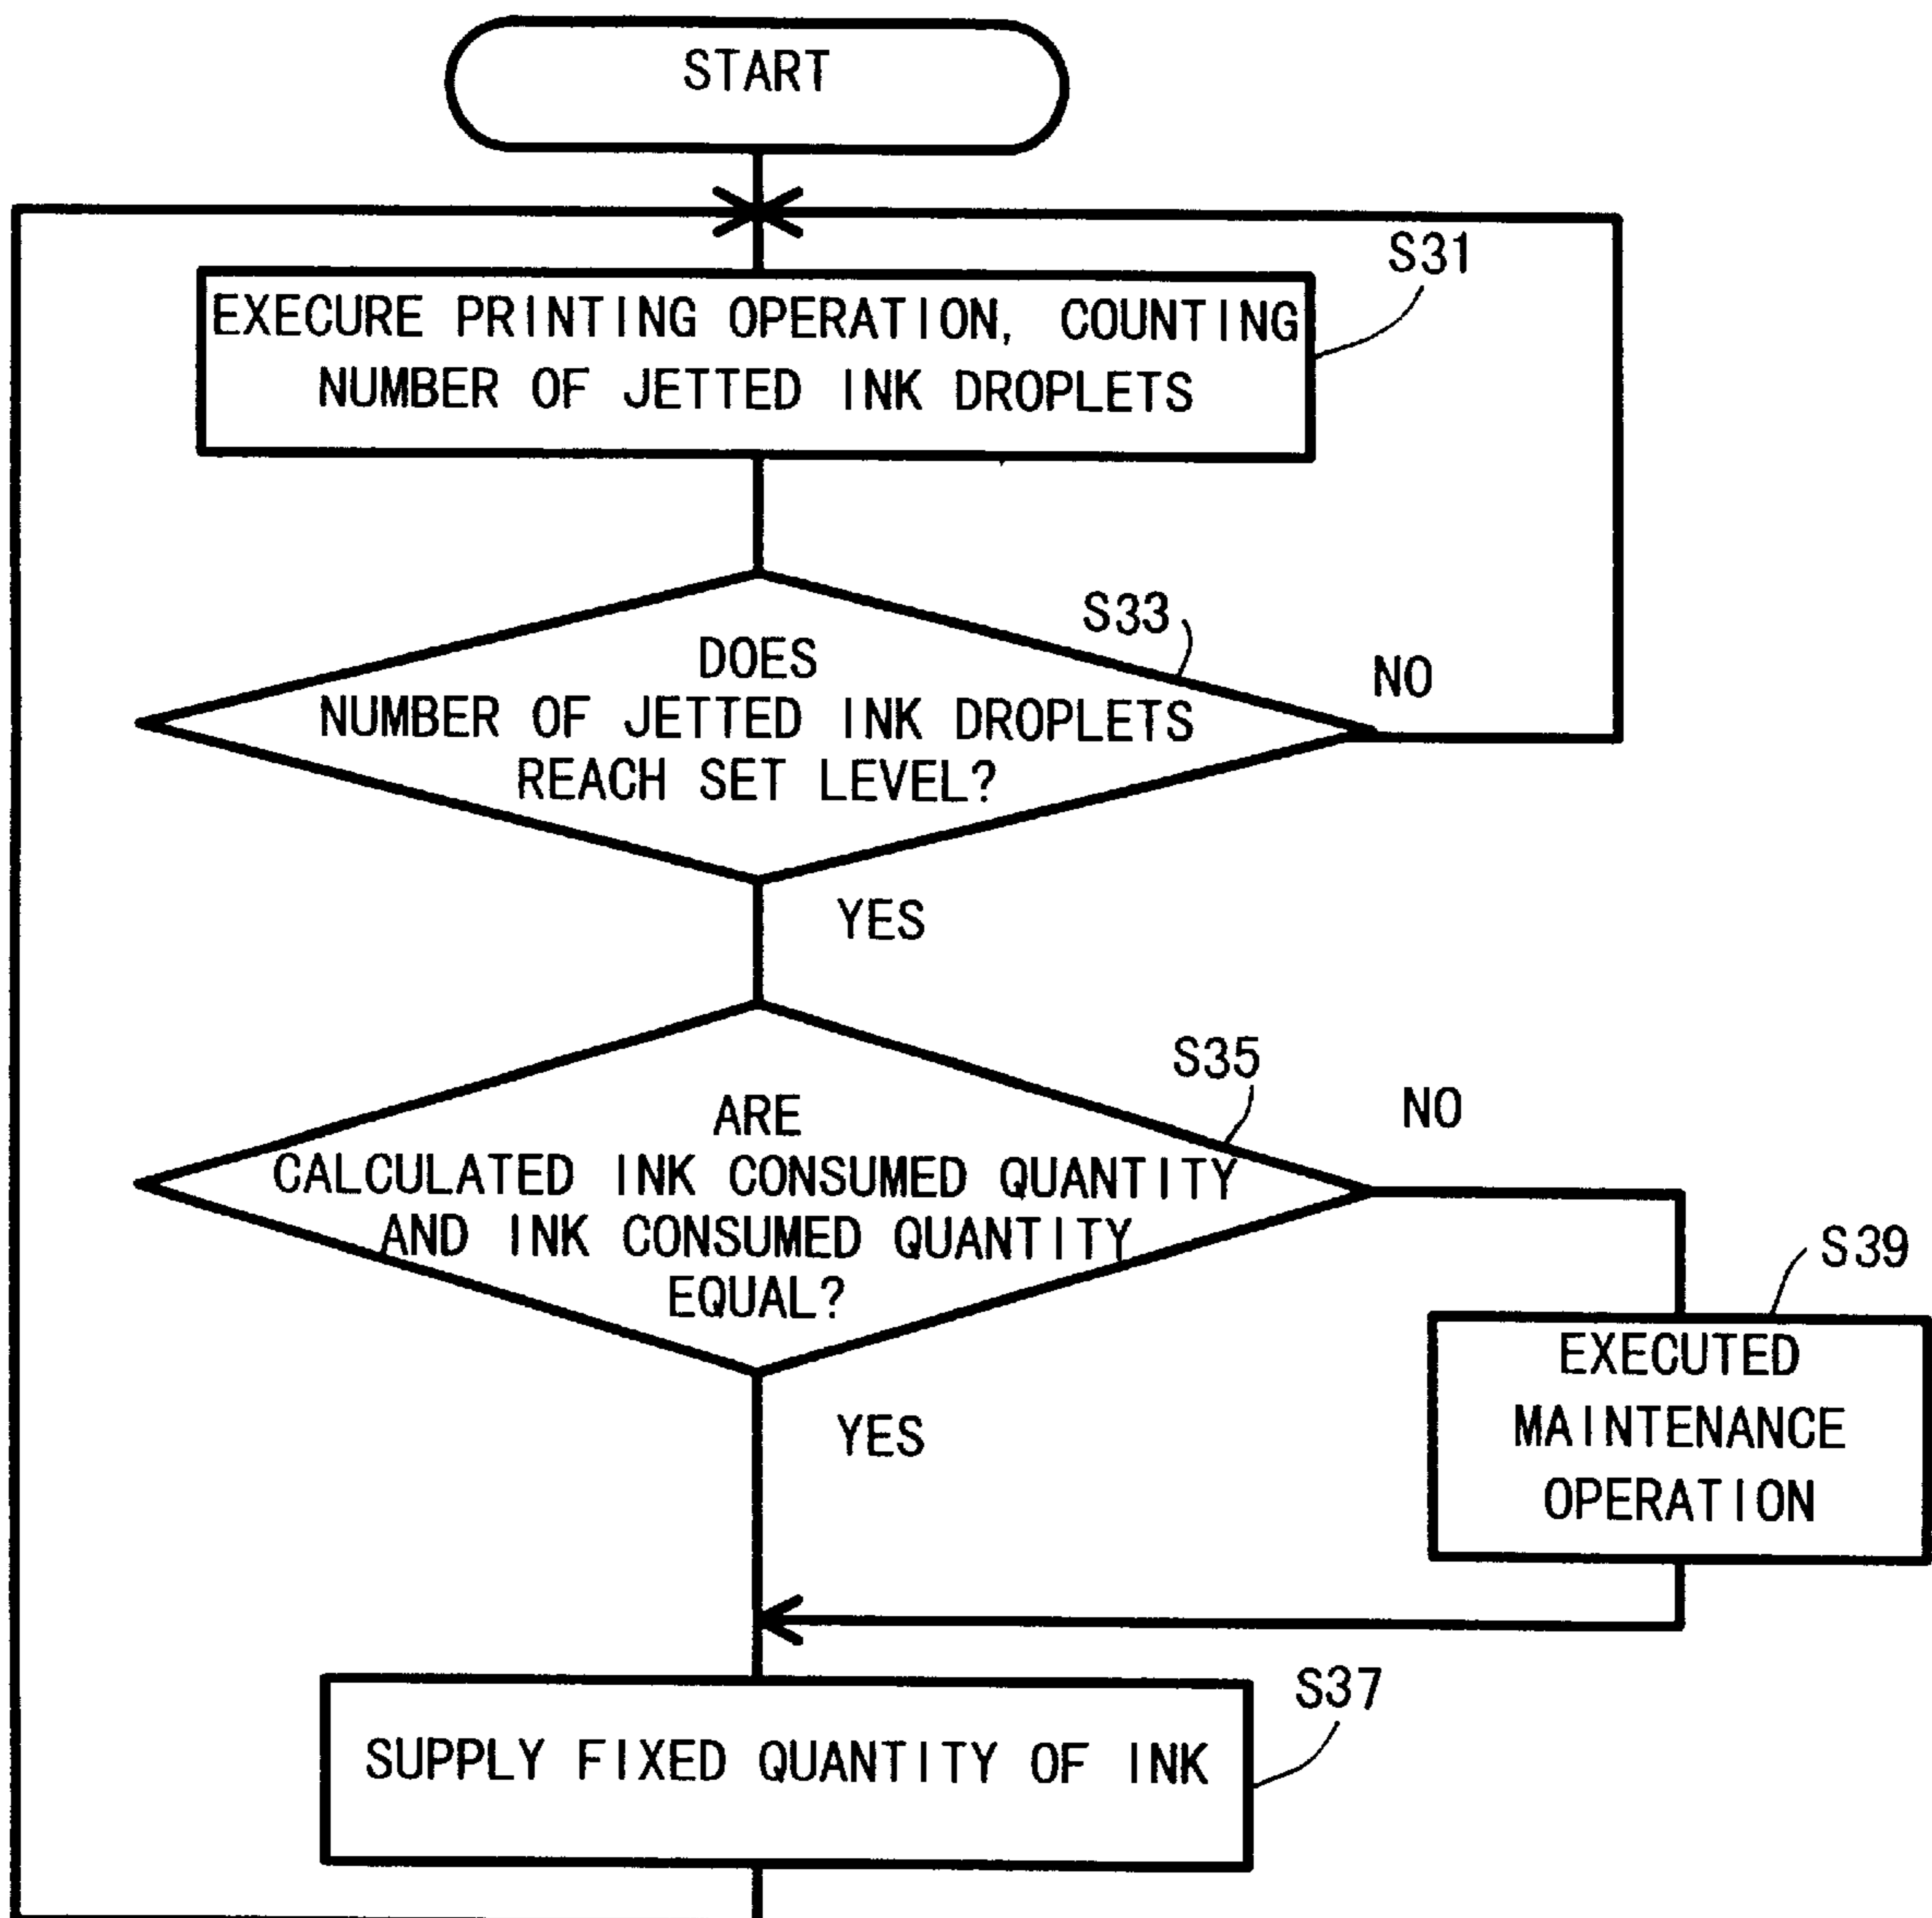 START
S31
EXECURE PRINTING OPERATION, COUNTING
NUMBER OF JETTED INK DROPLETS
S33
NO
DOES
NUMBER OF JETTED INK DROPLETS
REACH SET LEVEL?
YES
S35
NO
ARE
CALCULATED INK CONSUMED QUANTITY
AND INK CONSUMED QUANTITY
EQUAL?
S39
EXECUTED
MAINTENANCE
OPERATION
YES
S37
SUPPLY FIXED QUANTITY OF INK